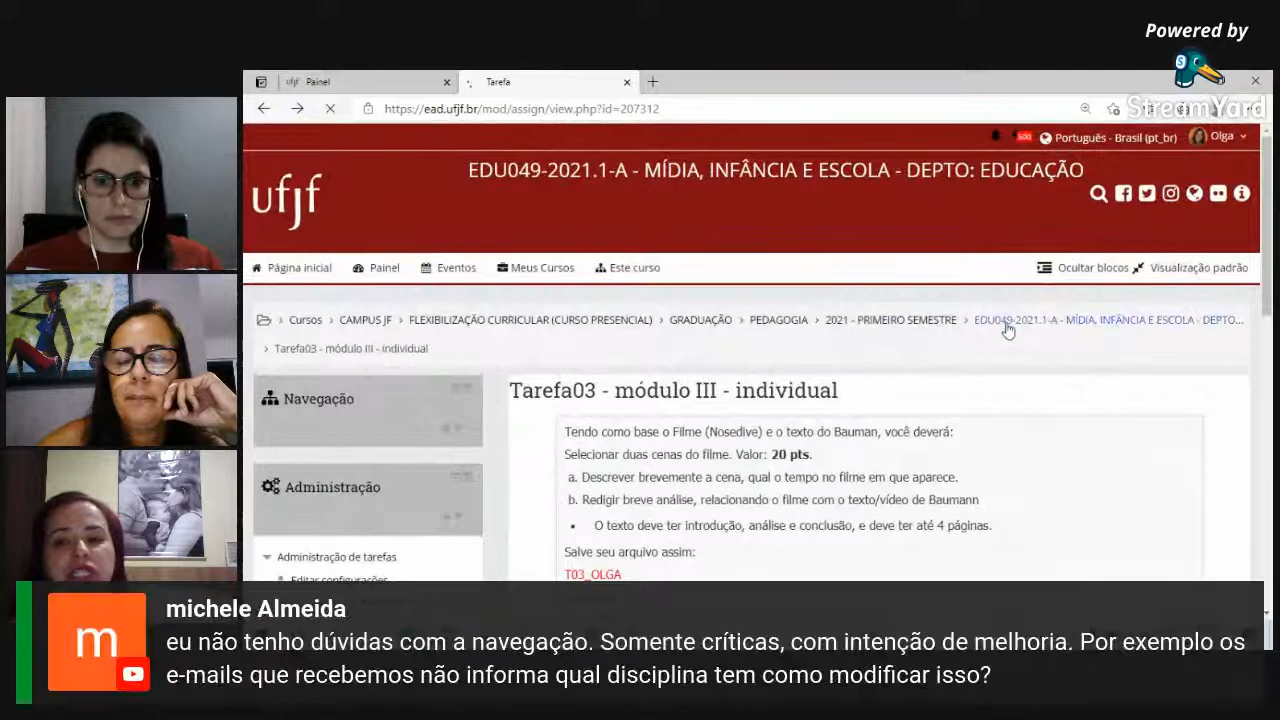 Powered by
StreamYard
ufjf Painel
Tarefa
https://ead.ufjf.br/mod/assign/view.php?id=207312
500 Português - Brasil (pt_br) Olga
EDU049-2021.1-A - MÍDIA, INFÂNCIA E ESCOLA - DEPTO: EDUCAÇÃO
ufjf
Página inicial Painel Eventos Meus Cursos Este curso Ocultar blocos Visualização padrão
Cursos > CAMPUS JF > FLEXIBILIZAÇÃO CURRICULAR (CURSO PRESENCIAL) > GRADUAÇÃO > PEDAGOGIA > 2021 - PRIMEIRO SEMESTRE > EDU049-2021.1-A - MÍDIA, INFÂNCIA E ESCOLA - DEPTO...
> Tarefa03 - módulo III - individual
Navegação
Administração
Administração de tarefas
Editar configurações
Tarefa03 - módulo III - individual
Tendo como base o Filme (Nosedive) e o texto do Bauman, você deverá:
Selecionar duas cenas do filme. Valor: 20 pts.
a. Descrever brevemente a cena, qual o tempo no filme em que aparece.
b. Redigir breve análise, relacionando o filme com o texto/vídeo de Baumann
• O texto deve ter introdução, análise e conclusão, e deve ter até 4 páginas.
Salve seu arquivo assim:
T03_OLGA
m
michele Almeida
eu não tenho dúvidas com a navegação. Somente críticas, com intenção de melhoria. Por exemplo os
e-mails que recebemos não informa qual disciplina tem como modificar isso?